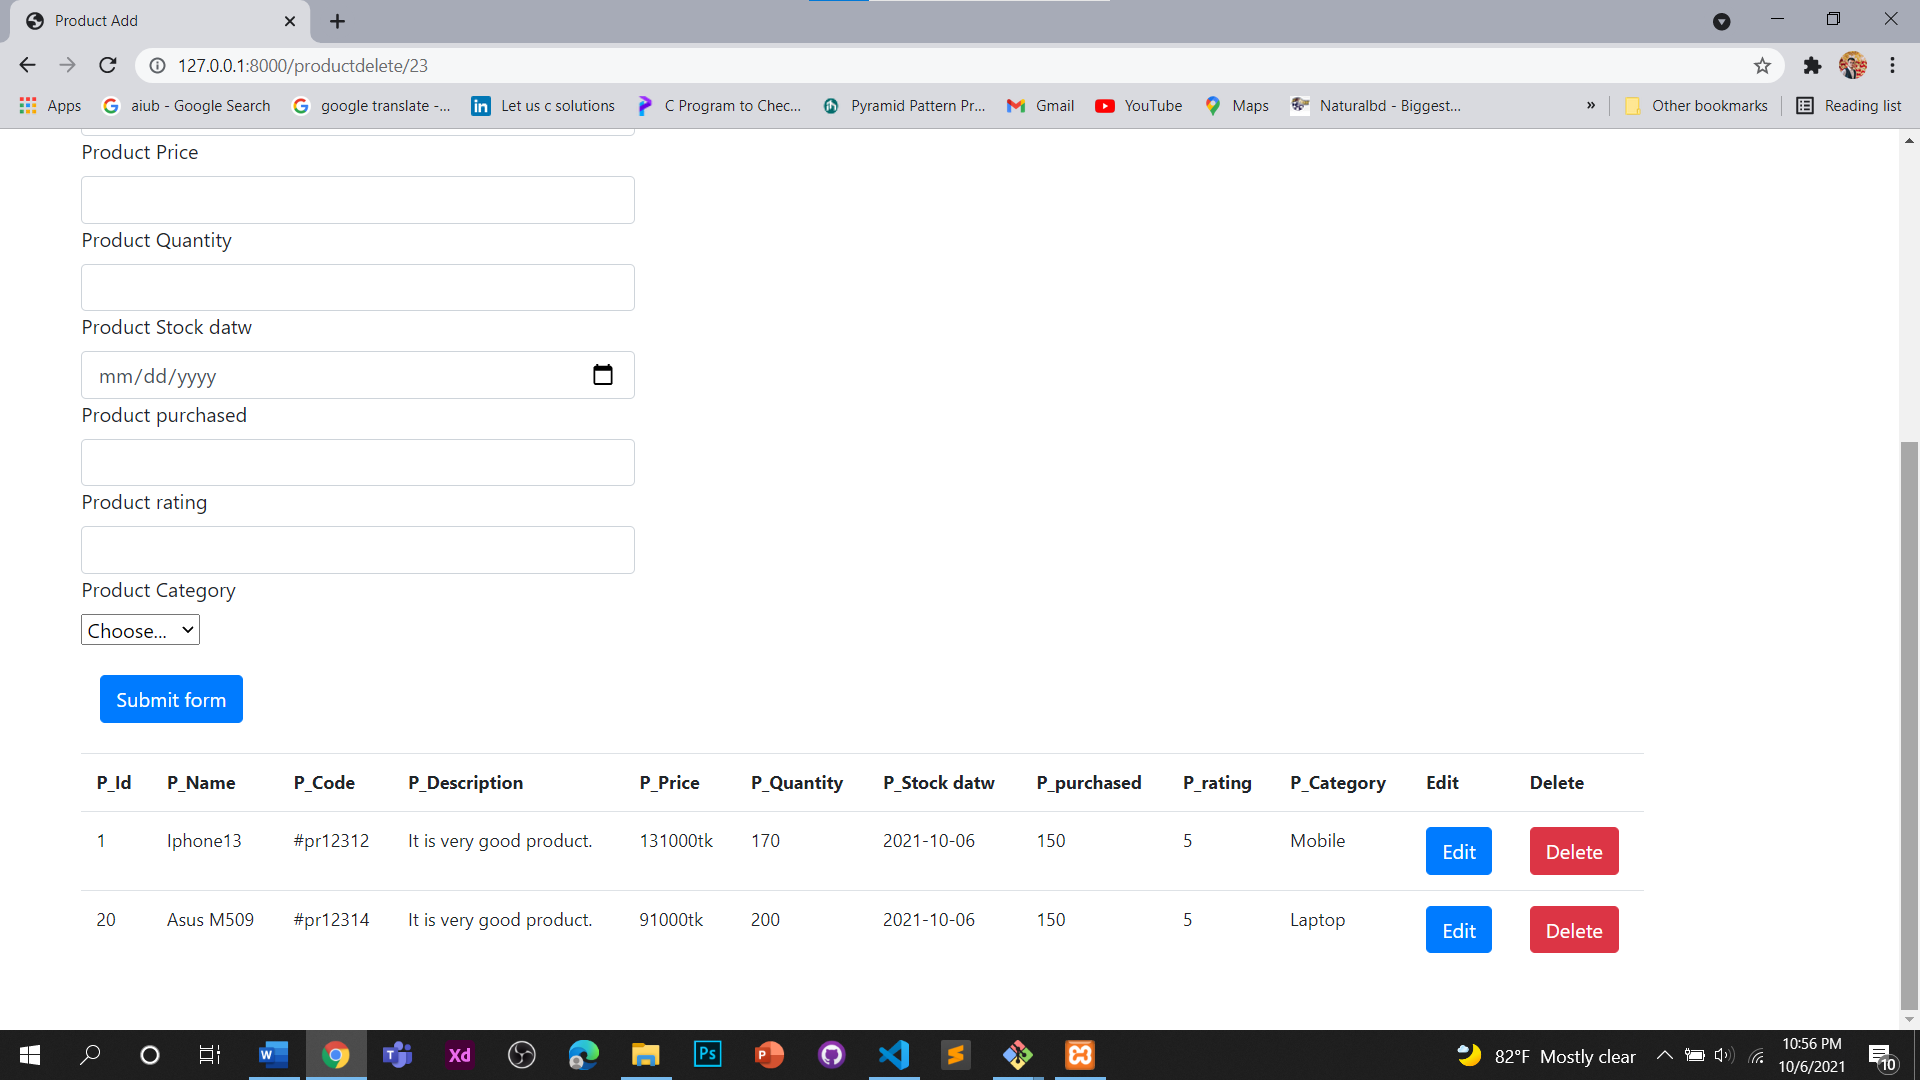 Product Add
127.0.0.1:8000/productdelete/23
Apps
aiub - Google Search
google translate -...
Let us c solutions
C Program to Chec...
Pyramid Pattern Pr...
Gmail
YouTube
Maps
Naturalbd - Biggest...
»
Other bookmarks
Reading list
Product Price
Product Quantity
Product Stock datw
mm/dd/yyyy
Product purchased
Product rating
Product Category
Choose...
Submit form
P_Id P_Name P_Code P_Description P_Price P_Quantity P_Stock datw P_purchased P_rating P_Category Edit Delete
1 Iphone13 #pr12312 It is very good product. 131000tk 170 2021-10-06 150 5 Mobile Edit Delete
20 Asus M509 #pr12314 It is very good product. 91000tk 200 2021-10-06 150 5 Laptop Edit Delete
W
Xd
Ps
P
82°F Mostly clear
10:56 PM
10/6/2021
10